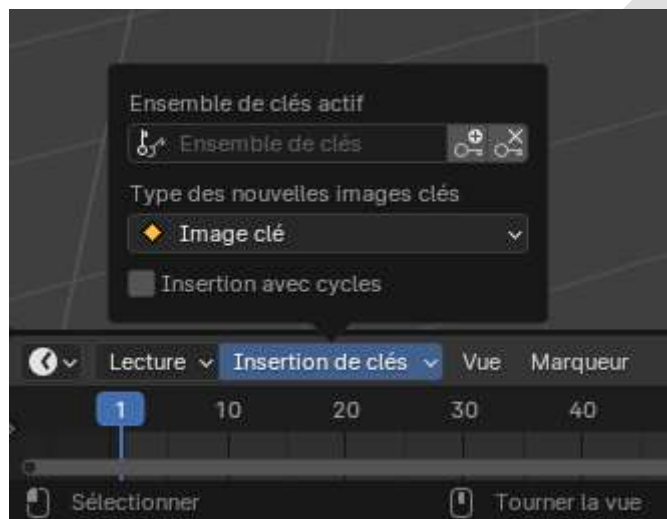 Ensemble de clés actif
Ensemble de clés
Type des nouvelles images clés
Image clé
Insertion avec cycles
Lecture Insertion de clés Vue Marqueur
1 10 20 30 40
Sélectionner Tourner la vue